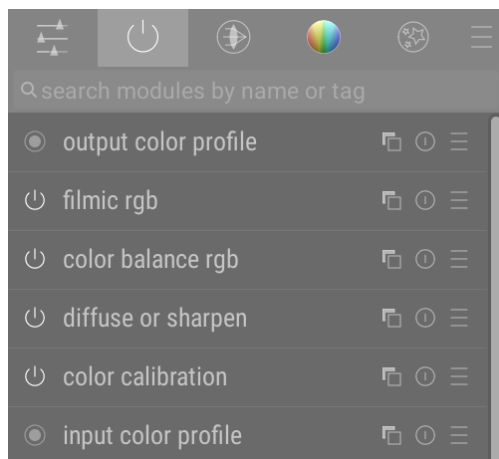 search modules by name or tag
output color profile
filmic rgb
color balance rgb
diffuse or sharpen
color calibration
input color profile